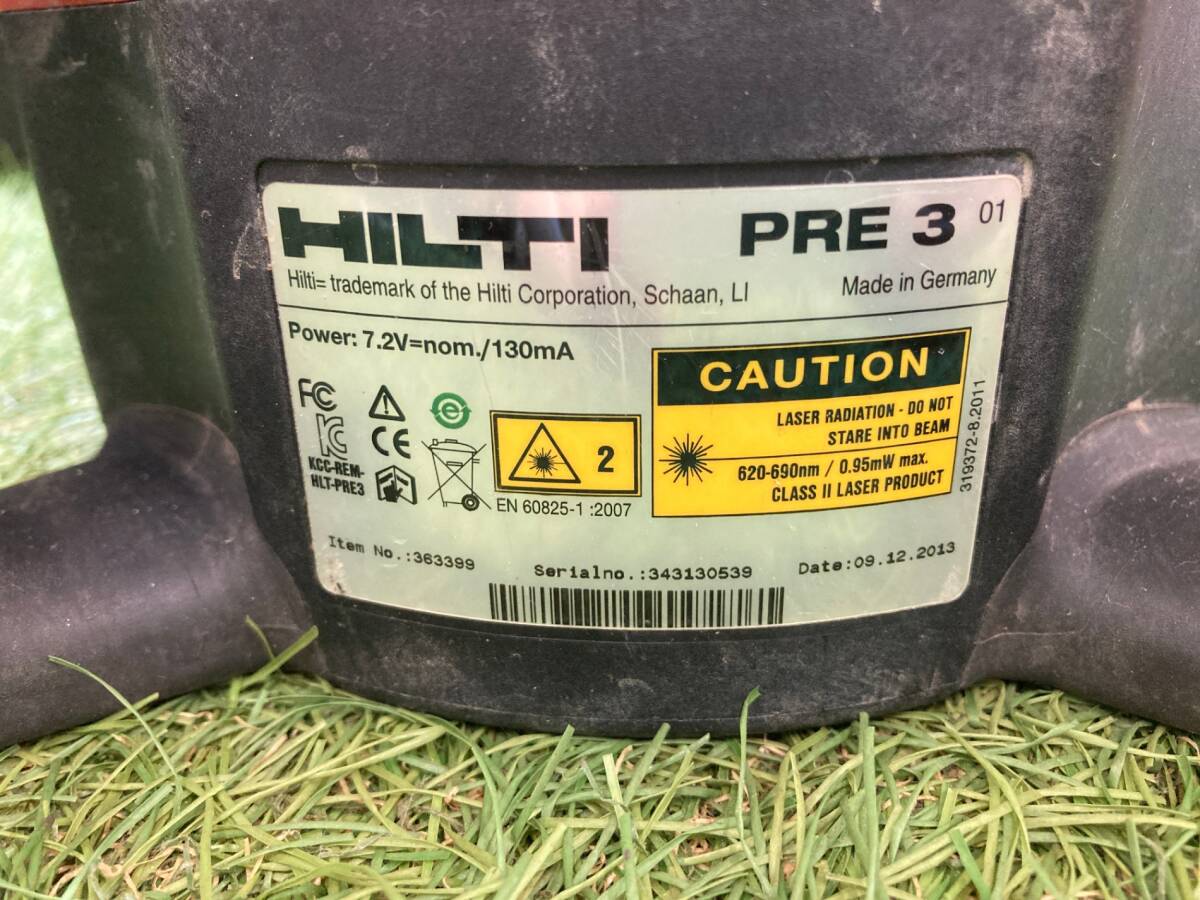 HILTI PRE 3 01
Hilti= trademark of the Hilti Corporation, Schaan, LI Made in Germany
Power: 7.2V=nom./130mA
CAUTION
LASER RADIATION - DO NOT
STARE INTO BEAM
620-690nm / 0.95mW max.
CLASS II LASER PRODUCT
319372-8.2011
FC
CE
e
KC
KCC-REM-
HLT-PRE3
2
EN 60825-1 :2007
Item No.:363399
Serialno.:343130539
Date:09.12.2013